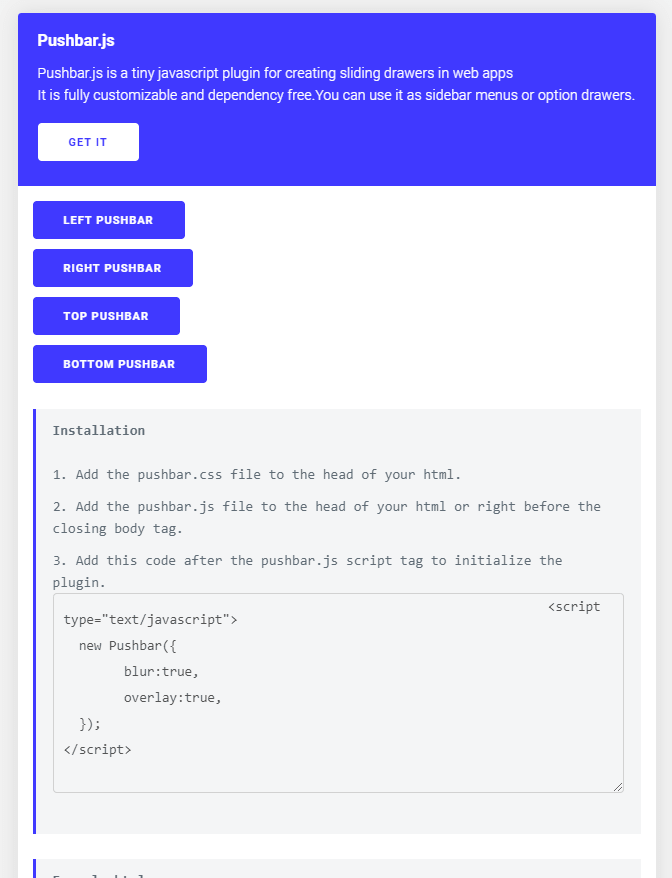 Pushbar.js
Pushbar.js is a tiny javascript plugin for creating sliding drawers in web apps
It is fully customizable and dependency free.You can use it as sidebar menus or option drawers.
GET IT
LEFT PUSHBAR
RIGHT PUSHBAR
TOP PUSHBAR
BOTTOM PUSHBAR
Installation
1. Add the pushbar.css file to the head of your html.
2. Add the pushbar.js file to the head of your html or right before the
closing body tag.
3. Add this code after the pushbar.js script tag to initialize the
plugin.
<script
type="text/javascript">
new Pushbar({
blur:true,
overlay:true,
});
</script>